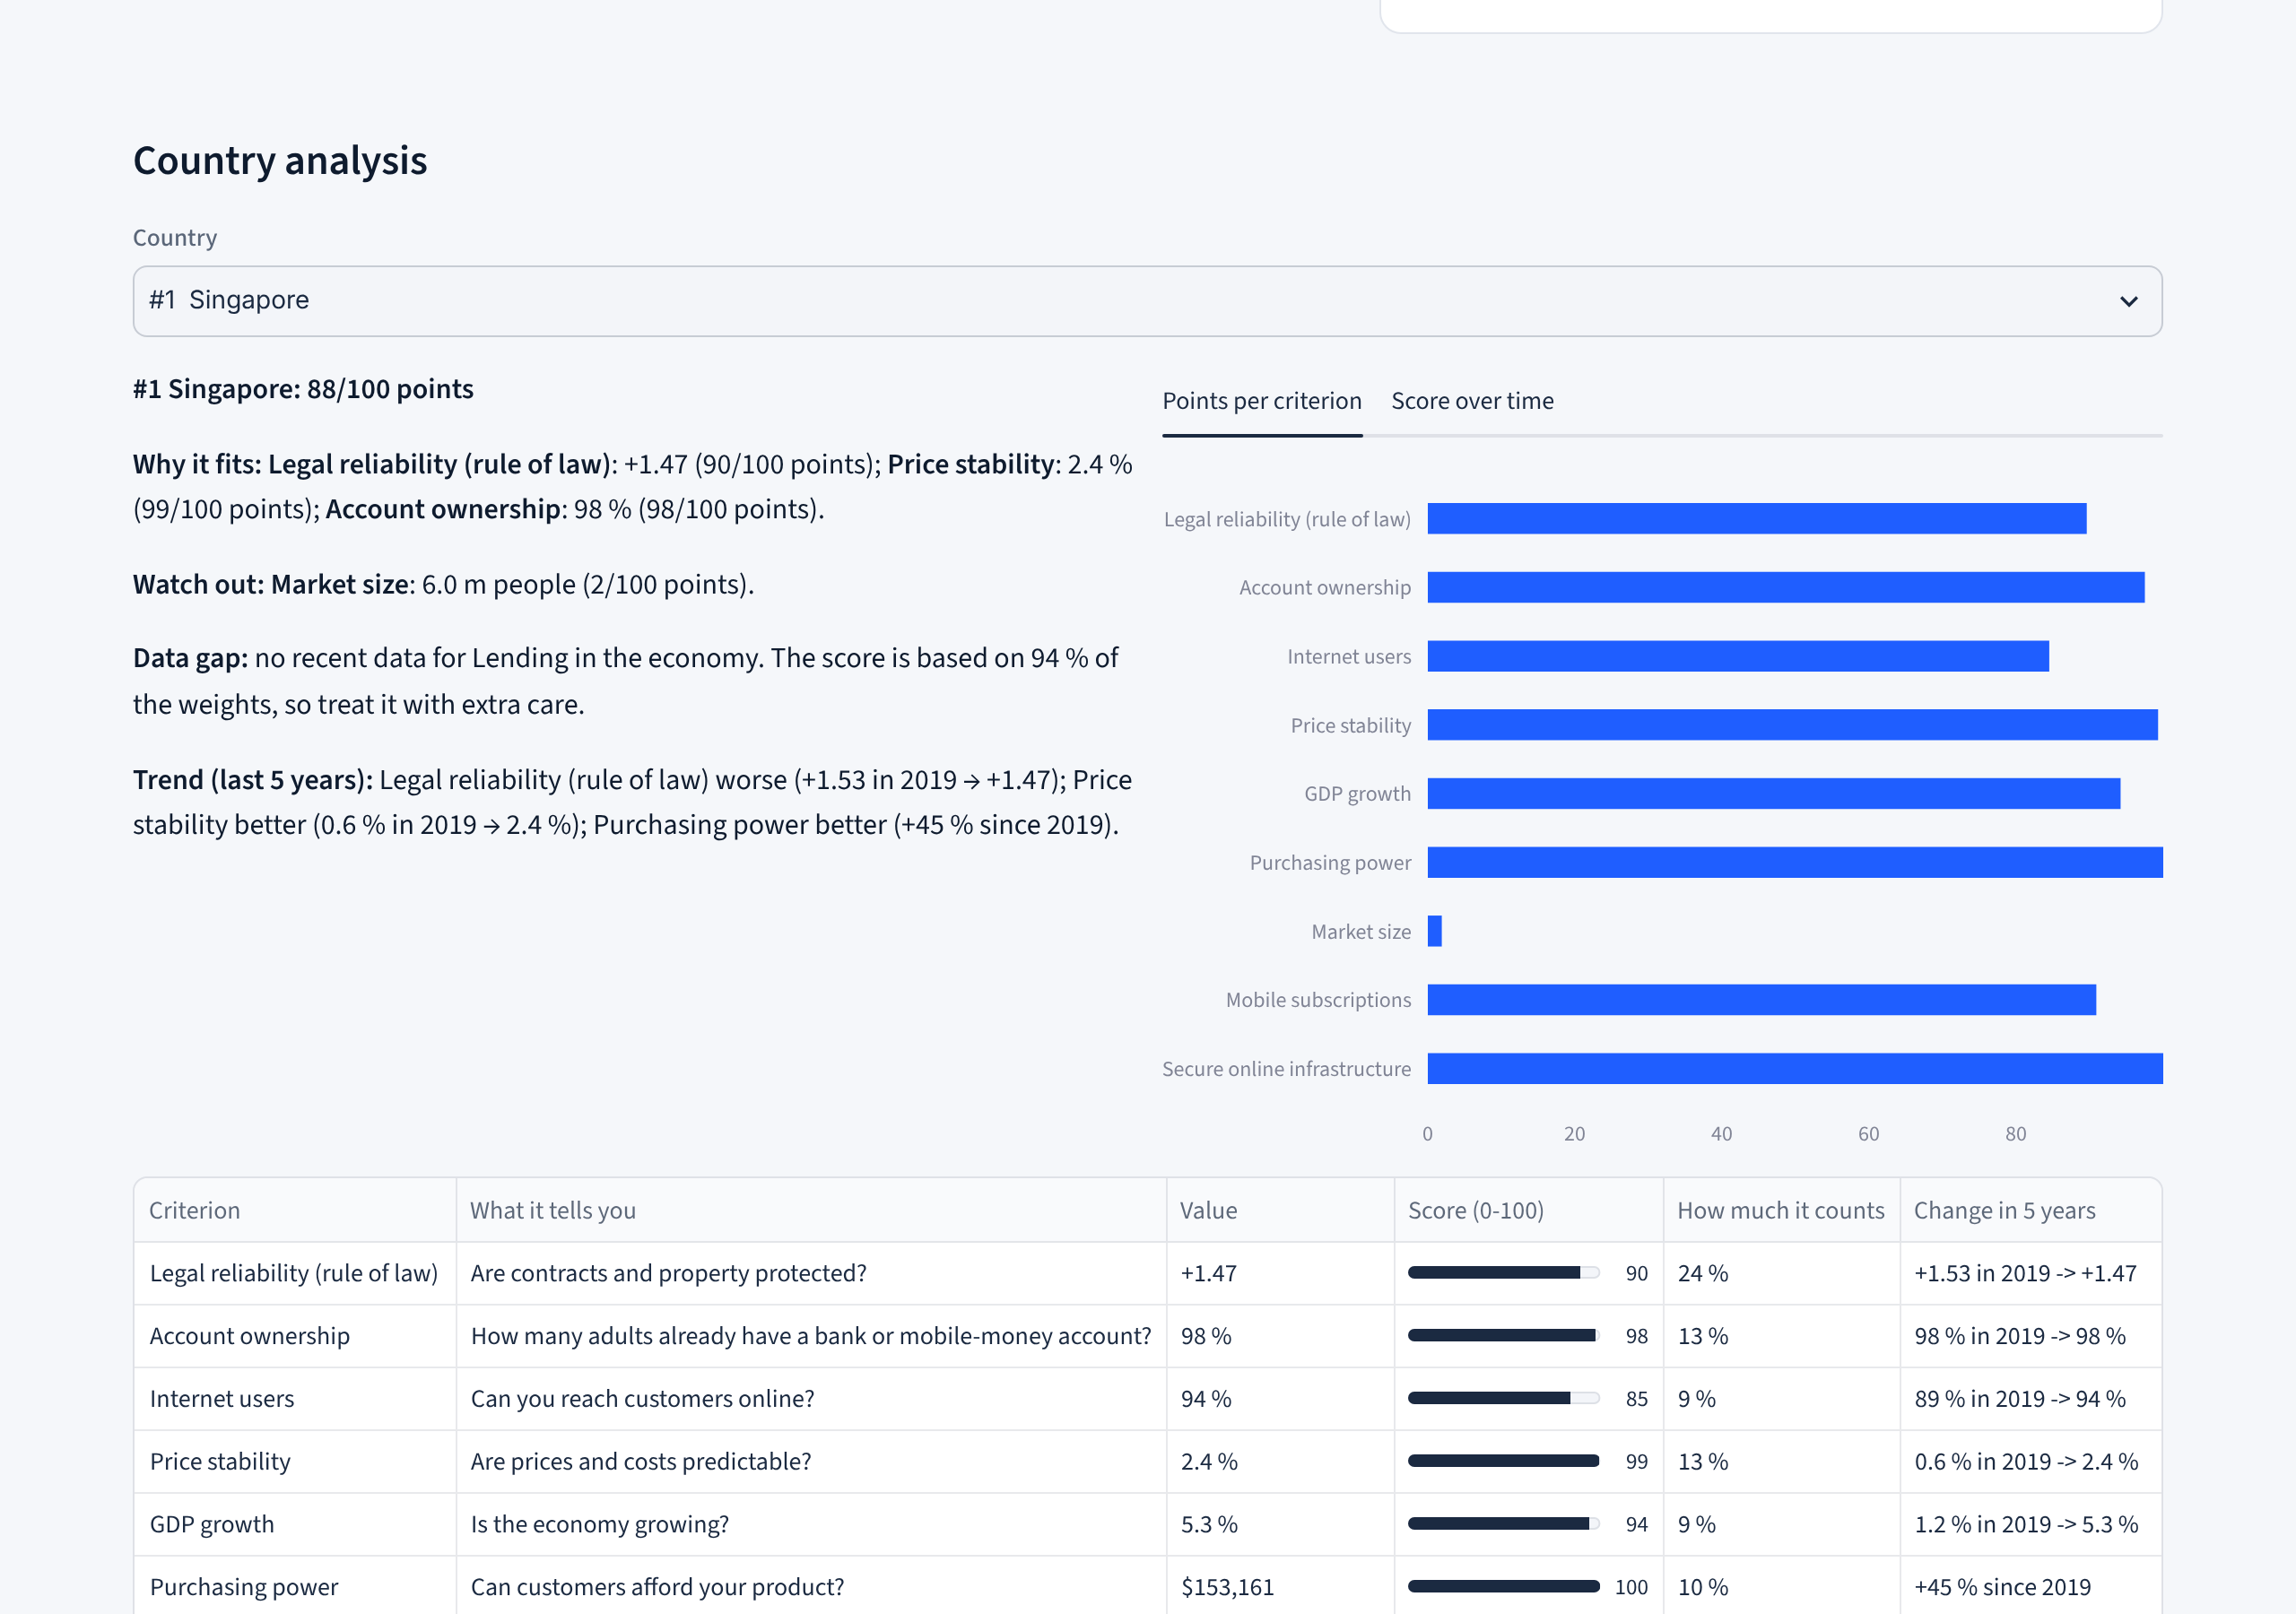 Country analysis
Country
#1 Singapore
#1 Singapore: 88/100 points
Why it fits: Legal reliability (rule of law): +1.47 (90/100 points); Price stability: 2.4 %
(99/100 points); Account ownership: 98 % (98/100 points).
Watch out: Market size: 6.0 m people (2/100 points).
Data gap: no recent data for Lending in the economy. The score is based on 94 % of
the weights, so treat it with extra care.
Trend (last 5 years): Legal reliability (rule of law) worse (+1.53 in 2019 → +1.47); Price
stability better (0.6 % in 2019 → 2.4 %); Purchasing power better (+45 % since 2019).
Points per criterion Score over time
Legal reliability (rule of law)
Account ownership
Internet users
Price stability
GDP growth
Purchasing power
Market size
Mobile subscriptions
Secure online infrastructure
0 20 40 60 80
Criterion What it tells you Value Score (0-100) How much it counts Change in 5 years
Legal reliability (rule of law) Are contracts and property protected? +1.47 90 24 % +1.53 in 2019 -> +1.47
Account ownership How many adults already have a bank or mobile-money account? 98 % 98 13 % 98 % in 2019 -> 98 %
Internet users Can you reach customers online? 94 % 85 9 % 89 % in 2019 -> 94 %
Price stability Are prices and costs predictable? 2.4 % 99 13 % 0.6 % in 2019 -> 2.4 %
GDP growth Is the economy growing? 5.3 % 94 9 % 1.2 % in 2019 -> 5.3 %
Purchasing power Can customers afford your product? $153,161 100 10 % +45 % since 2019